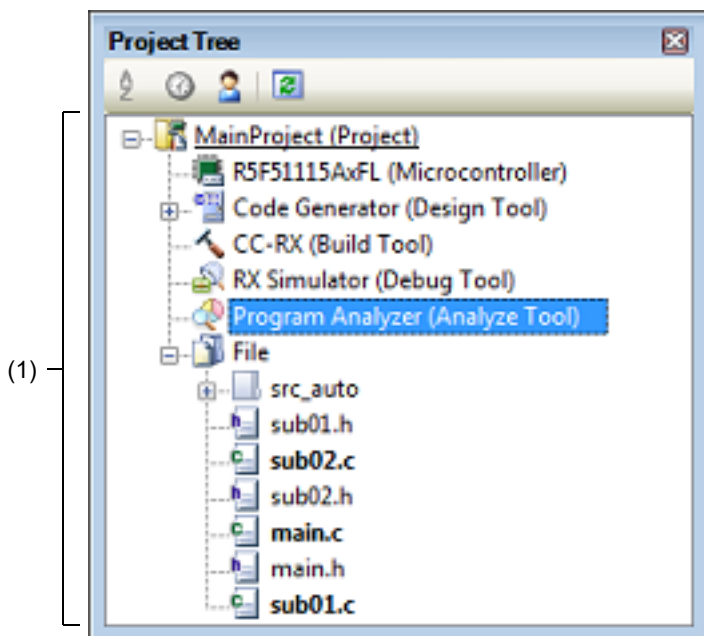 Project Tree
MainProject (Project)
R5F51115AxFL (Microcontroller)
Code Generator (Design Tool)
CC-RX (Build Tool)
RX Simulator (Debug Tool)
Program Analyzer (Analyze Tool)
File
(1)
src_auto
sub01.h
sub02.c
sub02.h
main.c
main.h
sub01.c